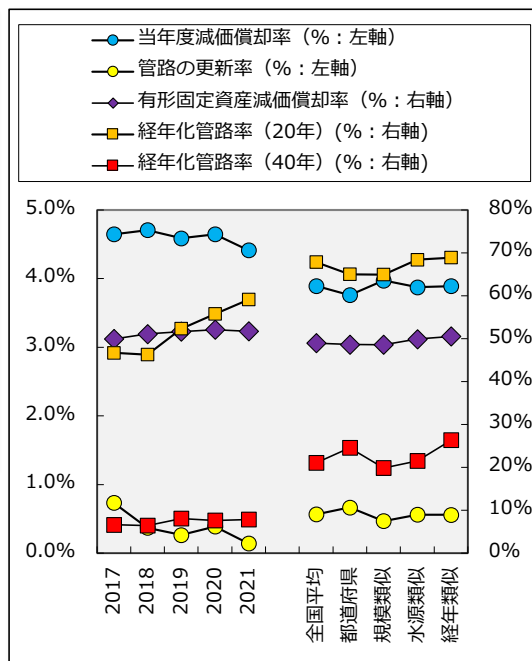 当年度減価償却率（%：左軸）
管路の更新率（%：左軸）
有形固定資産減価償却率（%：右軸）
経年化管路率（20年）(%：右軸)
経年化管路率（40年）(%：右軸)
5.0%
4.0%
3.0%
2.0%
1.0%
0.0%
80%
70%
60%
50%
40%
30%
20%
10%
0%
2017
2018
2019
2020
2021
全国平均
都道府県
規模類似
水源類似
経年類似